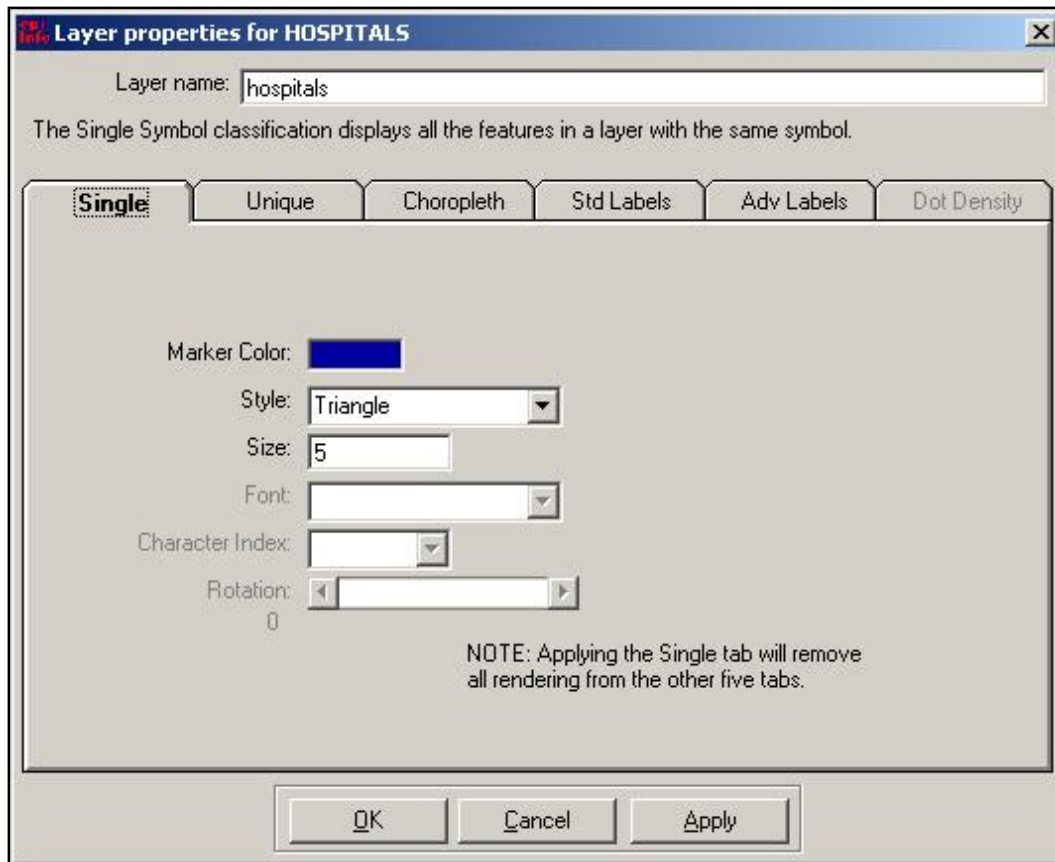 Epi Info Layer properties for HOSPITALS
Layer name: hospitals
The Single Symbol classification displays all the features in a layer with the same symbol.
Single Unique Choropleth Std Labels Adv Labels Dot Density
Marker Color:
Style: Triangle
Size: 5
Font:
Character Index:
Rotation:
0
NOTE: Applying the Single tab will remove
all rendering from the other five tabs.
OK Cancel Apply